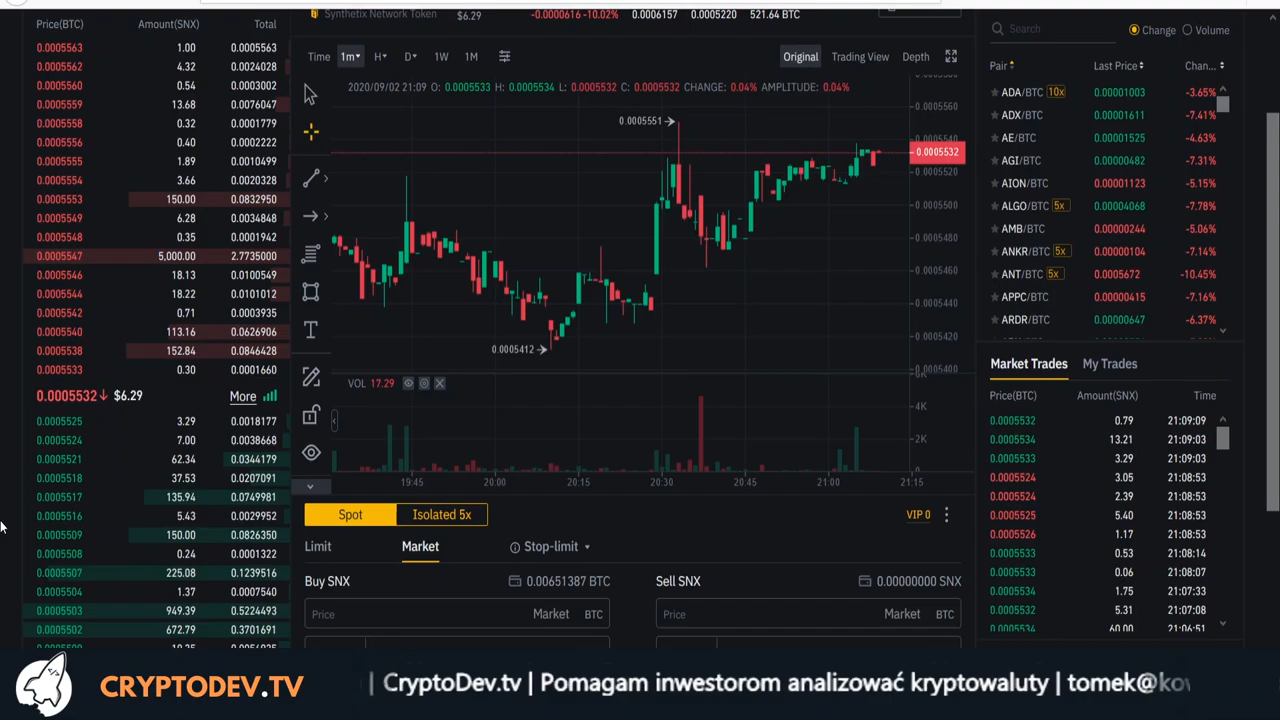 Synthetix Network Token $6.29 -0.0000616 -10.02% 0.0006157 0.0005220 521.64 BTC
Price(BTC) Amount(SNX) Total
0.0005563 1.00 0.0005563
0.0005562 4.32 0.0024028
0.0005560 0.54 0.0003002
0.0005559 13.68 0.0076047
0.0005558 0.32 0.0001779
0.0005556 0.40 0.0002222
0.0005555 1.89 0.0010499
0.0005554 3.66 0.0020328
0.0005553 150.00 0.0832950
0.0005549 6.28 0.0034848
0.0005548 0.35 0.0001942
0.0005547 5,000.00 2.7735000
0.0005546 18.13 0.0100549
0.0005544 18.22 0.0101012
0.0005542 0.71 0.0003935
0.0005540 113.16 0.0626906
0.0005538 152.84 0.0846428
0.0005533 0.30 0.0001660
0.0005532↓ $6.29 More
0.0005525 3.29 0.0018177
0.0005524 7.00 0.0038668
0.0005521 62.34 0.0344179
0.0005518 37.53 0.0207091
0.0005517 135.94 0.0749981
0.0005516 5.43 0.0029952
0.0005509 150.00 0.0826350
0.0005508 0.24 0.0001322
0.0005507 225.08 0.1239516
0.0005504 1.37 0.0007540
0.0005503 939.39 0.5224493
0.0005502 672.79 0.3701691
Time 1m H D 1W 1M Original Trading View Depth
2020/09/02 21:09 O: 0.0005533 H: 0.0005534 L: 0.0005532 C: 0.0005532 CHANGE: 0.04% AMPLITUDE: 0.04%
0.0005560
0.0005551
0.0005540
0.0005532
0.0005520
0.0005500
0.0005480
0.0005460
0.0005440
0.0005420
0.0005412
0.0005400
VOL 17.29
4K
2K
19:45 20:00 20:15 20:30 20:45 21:00 21:15
Spot Isolated 5x VIP 0
Limit Market Stop-limit
Buy SNX 0.00651387 BTC Sell SNX 0.00000000 SNX
Price Market BTC Price Market BTC
Search Change Volume
Pair Last Price Chan...
ADA/BTC 10x 0.00001003 -3.65%
ADX/BTC 0.00001611 -7.41%
AE/BTC 0.00001525 -4.63%
AGI/BTC 0.00000482 -7.31%
AION/BTC 0.00001123 -5.15%
ALGO/BTC 5x 0.00004068 -7.78%
AMB/BTC 0.00000244 -5.06%
ANKR/BTC 5x 0.00000104 -7.14%
ANT/BTC 5x 0.0005672 -10.45%
APPC/BTC 0.00000415 -7.16%
ARDR/BTC 0.00000647 -6.37%
Market Trades My Trades
Price(BTC) Amount(SNX) Time
0.0005532 0.79 21:09:09
0.0005534 13.21 21:09:03
0.0005533 3.29 21:09:03
0.0005524 3.05 21:08:53
0.0005524 2.39 21:08:53
0.0005525 5.40 21:08:53
0.0005526 1.17 21:08:53
0.0005533 0.53 21:08:14
0.0005533 0.06 21:08:07
0.0005534 1.75 21:07:33
0.0005532 5.31 21:07:08
0.0005534 60.00 21:06:51
CRYPTODEV.TV | CryptoDev.tv | Pomagam inwestorom analizować kryptowaluty | tomek@